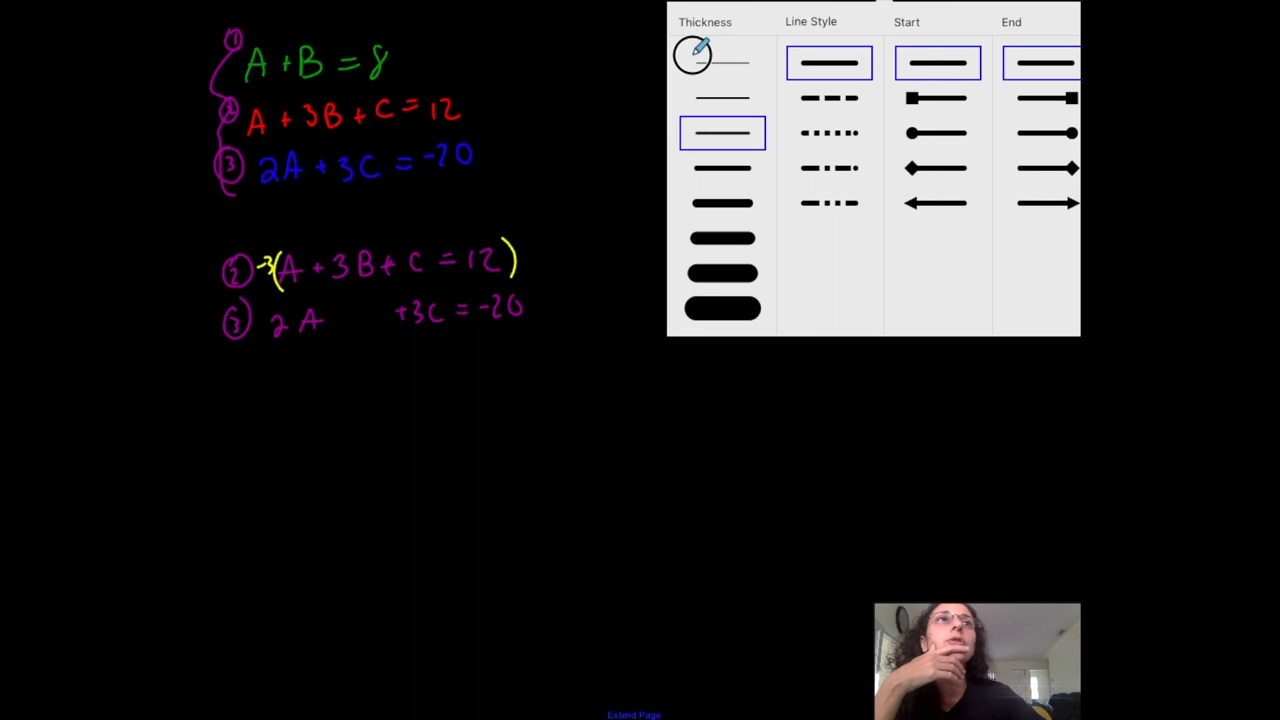 ①
A + B = 8
② A + 3B + C = 12
③ 2A + 3C = -20
② -3(A + 3B + C = 12)
③ 2A +3C = -20
Thickness Line Style Start End
Extend Page